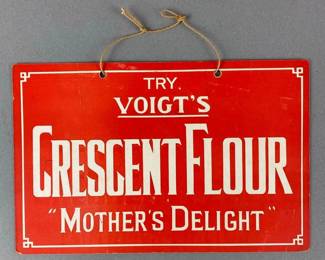 TRY
VOIGT'S
CRESCENT FLOUR
"MOTHER'S DELIGHT"